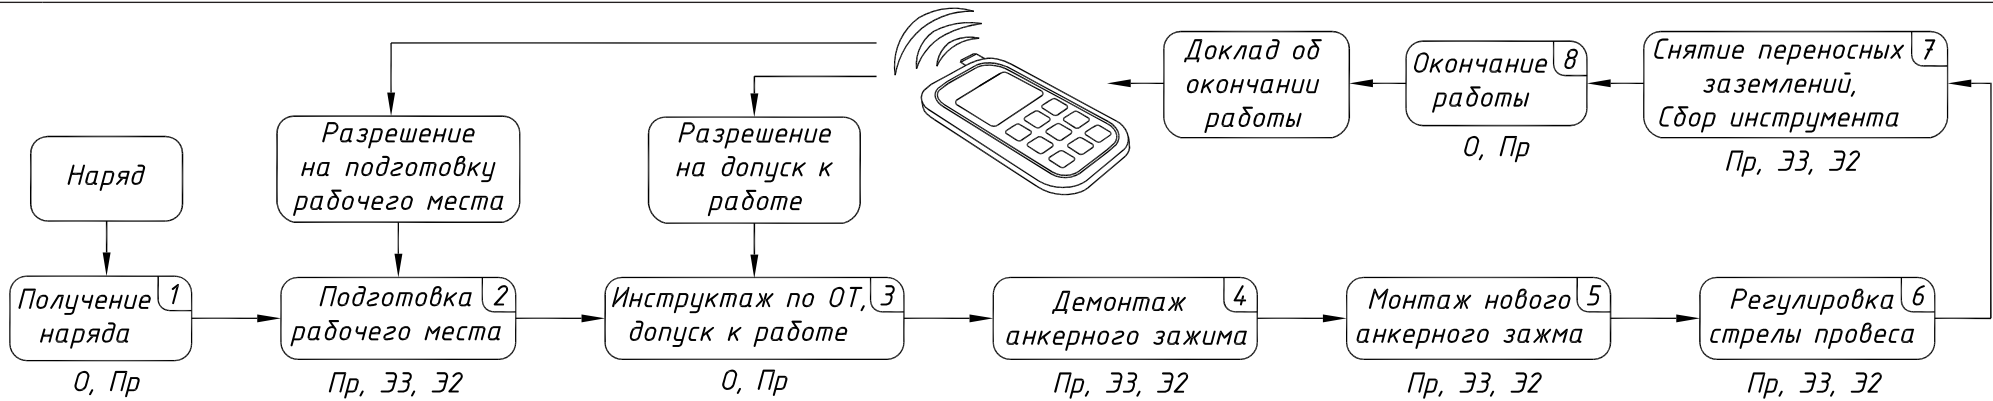 Наряд
Получение
наряда
1
О, Пр
Разрешение
на подготовку
рабочего места
Подготовка
рабочего места
2
Пр, Э3, Э2
Разрешение
на допуск к
работе
Инструктаж по ОТ,
допуск к работе
3
О, Пр
Демонтаж
анкерного зажима
4
Пр, Э3, Э2
Монтаж нового
анкерного зажма
5
Пр, Э3, Э2
Регулировка
стрелы провеса
6
Пр, Э3, Э2
Снятие переносных
заземлений,
Сбор инструмента
7
Пр, Э3, Э2
Окончание
работы
8
О, Пр
Доклад об
окончании
работы